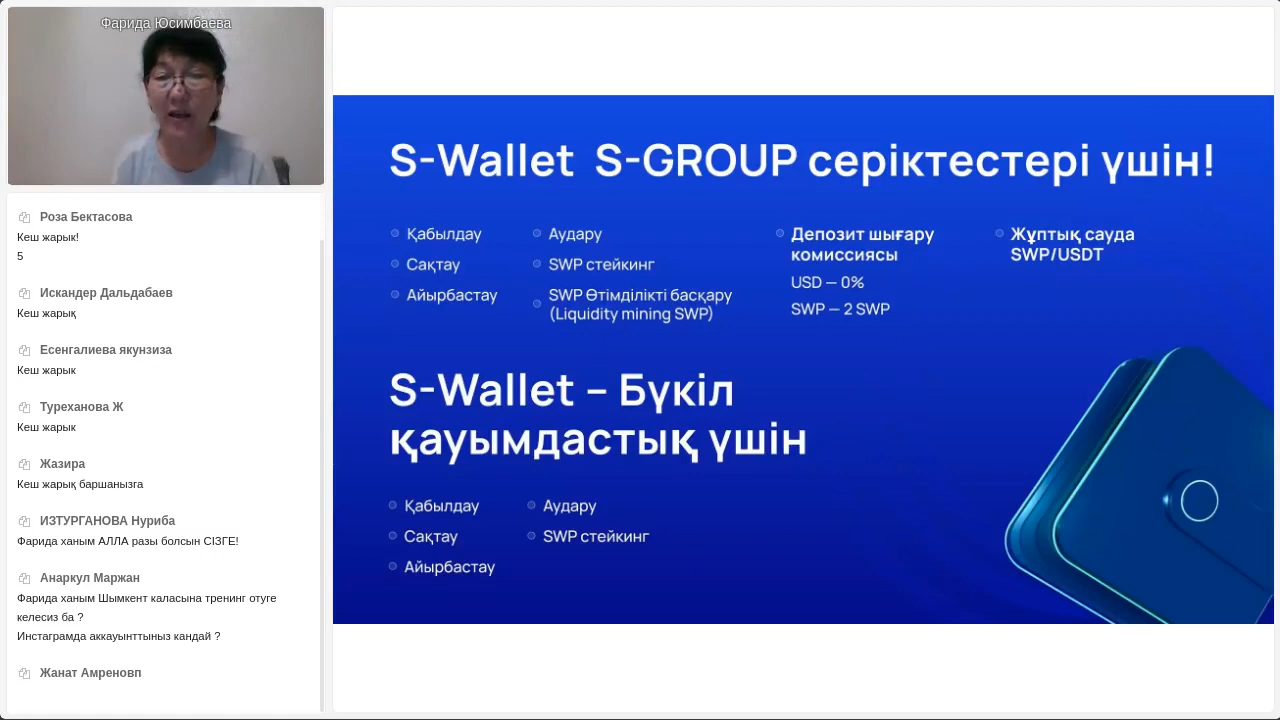 Фарида Юсимбаева
Роза Бектасова
Кеш жарык!
5
Искандер Дальдабаев
Кеш жарық
Есенгалиева якунзиза
Кеш жарык
Туреханова Ж
Кеш жарык
Жазира
Кеш жарық баршанызга
ИЗТУРГАНОВА Нуриба
Фарида ханым АЛЛА разы болсын СІЗГЕ!
Анаркул Маржан
Фарида ханым Шымкент каласына тренинг отуге
келесиз ба ?
Инстаграмда аккауынттыныз кандай ?
Жанат Амреновп
S-Wallet S-GROUP серіктестері үшін!
Қабылдау
Сақтау
Айырбастау
Аудару
SWP стейкинг
SWP Өтімділікті басқару
(Liquidity mining SWP)
Депозит шығару
комиссиясы
USD — 0%
SWP — 2 SWP
Жұптық сауда
SWP/USDT
S-Wallet – Бүкіл
қауымдастық үшін
Қабылдау
Сақтау
Айырбастау
Аудару
SWP стейкинг